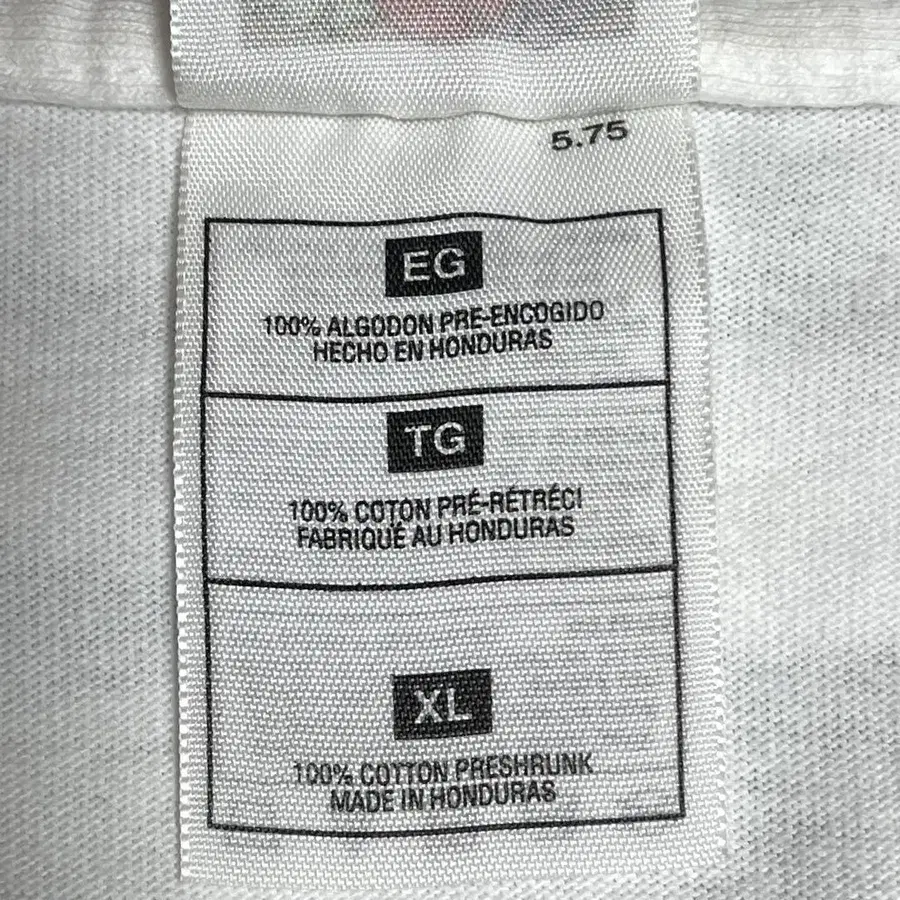 5.75
EG
100% ALGODON PRE-ENCOGIDO
HECHO EN HONDURAS
TG
100% COTON PRÉ-RÉTRÉCI
FABRIQUÉ AU HONDURAS
XL
100% COTTON PRESHRUNK
MADE IN HONDURAS